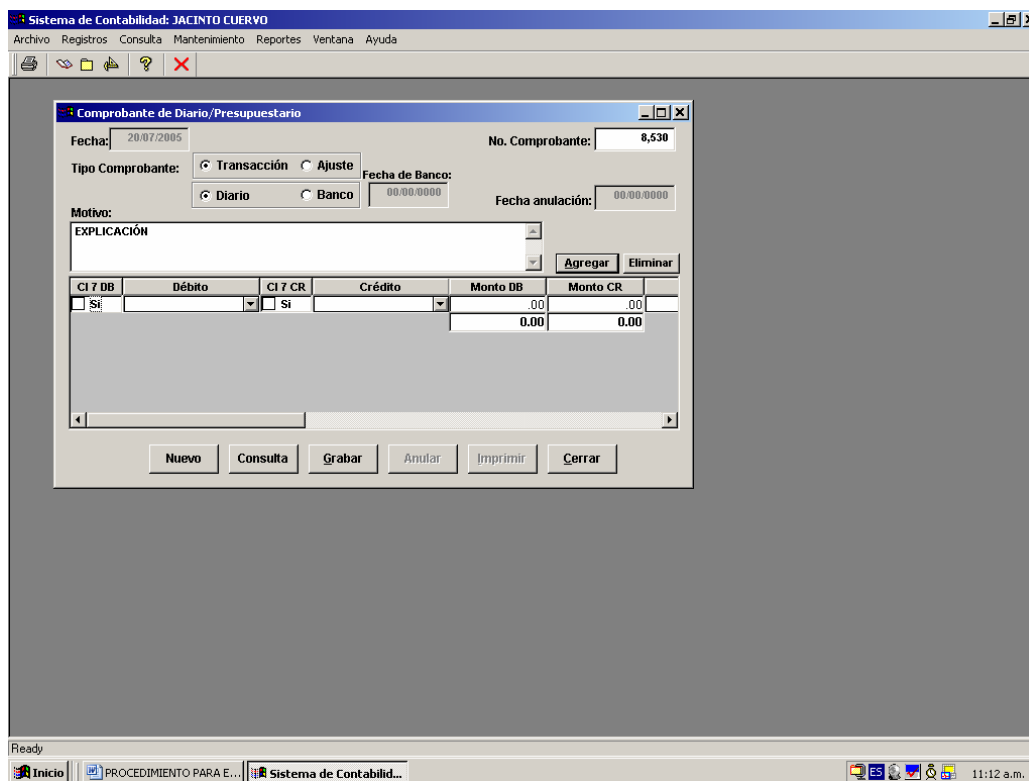 Sistema de Contabilidad: JACINTO CUERVO
Archivo Registros Consulta Mantenimiento Reportes Ventana Ayuda
Comprobante de Diario/Presupuestario
Fecha: 20/07/2005 No. Comprobante: 8,530
Tipo Comprobante: Transacción Ajuste
Fecha de Banco:
Diario Banco 00/00/0000 Fecha anulación: 00/00/0000
Motivo:
EXPLICACIÓN
Agregar Eliminar
Cl 7 DB Débito Cl 7 CR Crédito Monto DB Monto CR
Si Si .00 .00
0.00 0.00
Nuevo Consulta Grabar Anular Imprimir Cerrar
Ready
Inicio PROCEDIMIENTO PARA E... Sistema de Contabilid... ES 11:12 a.m.